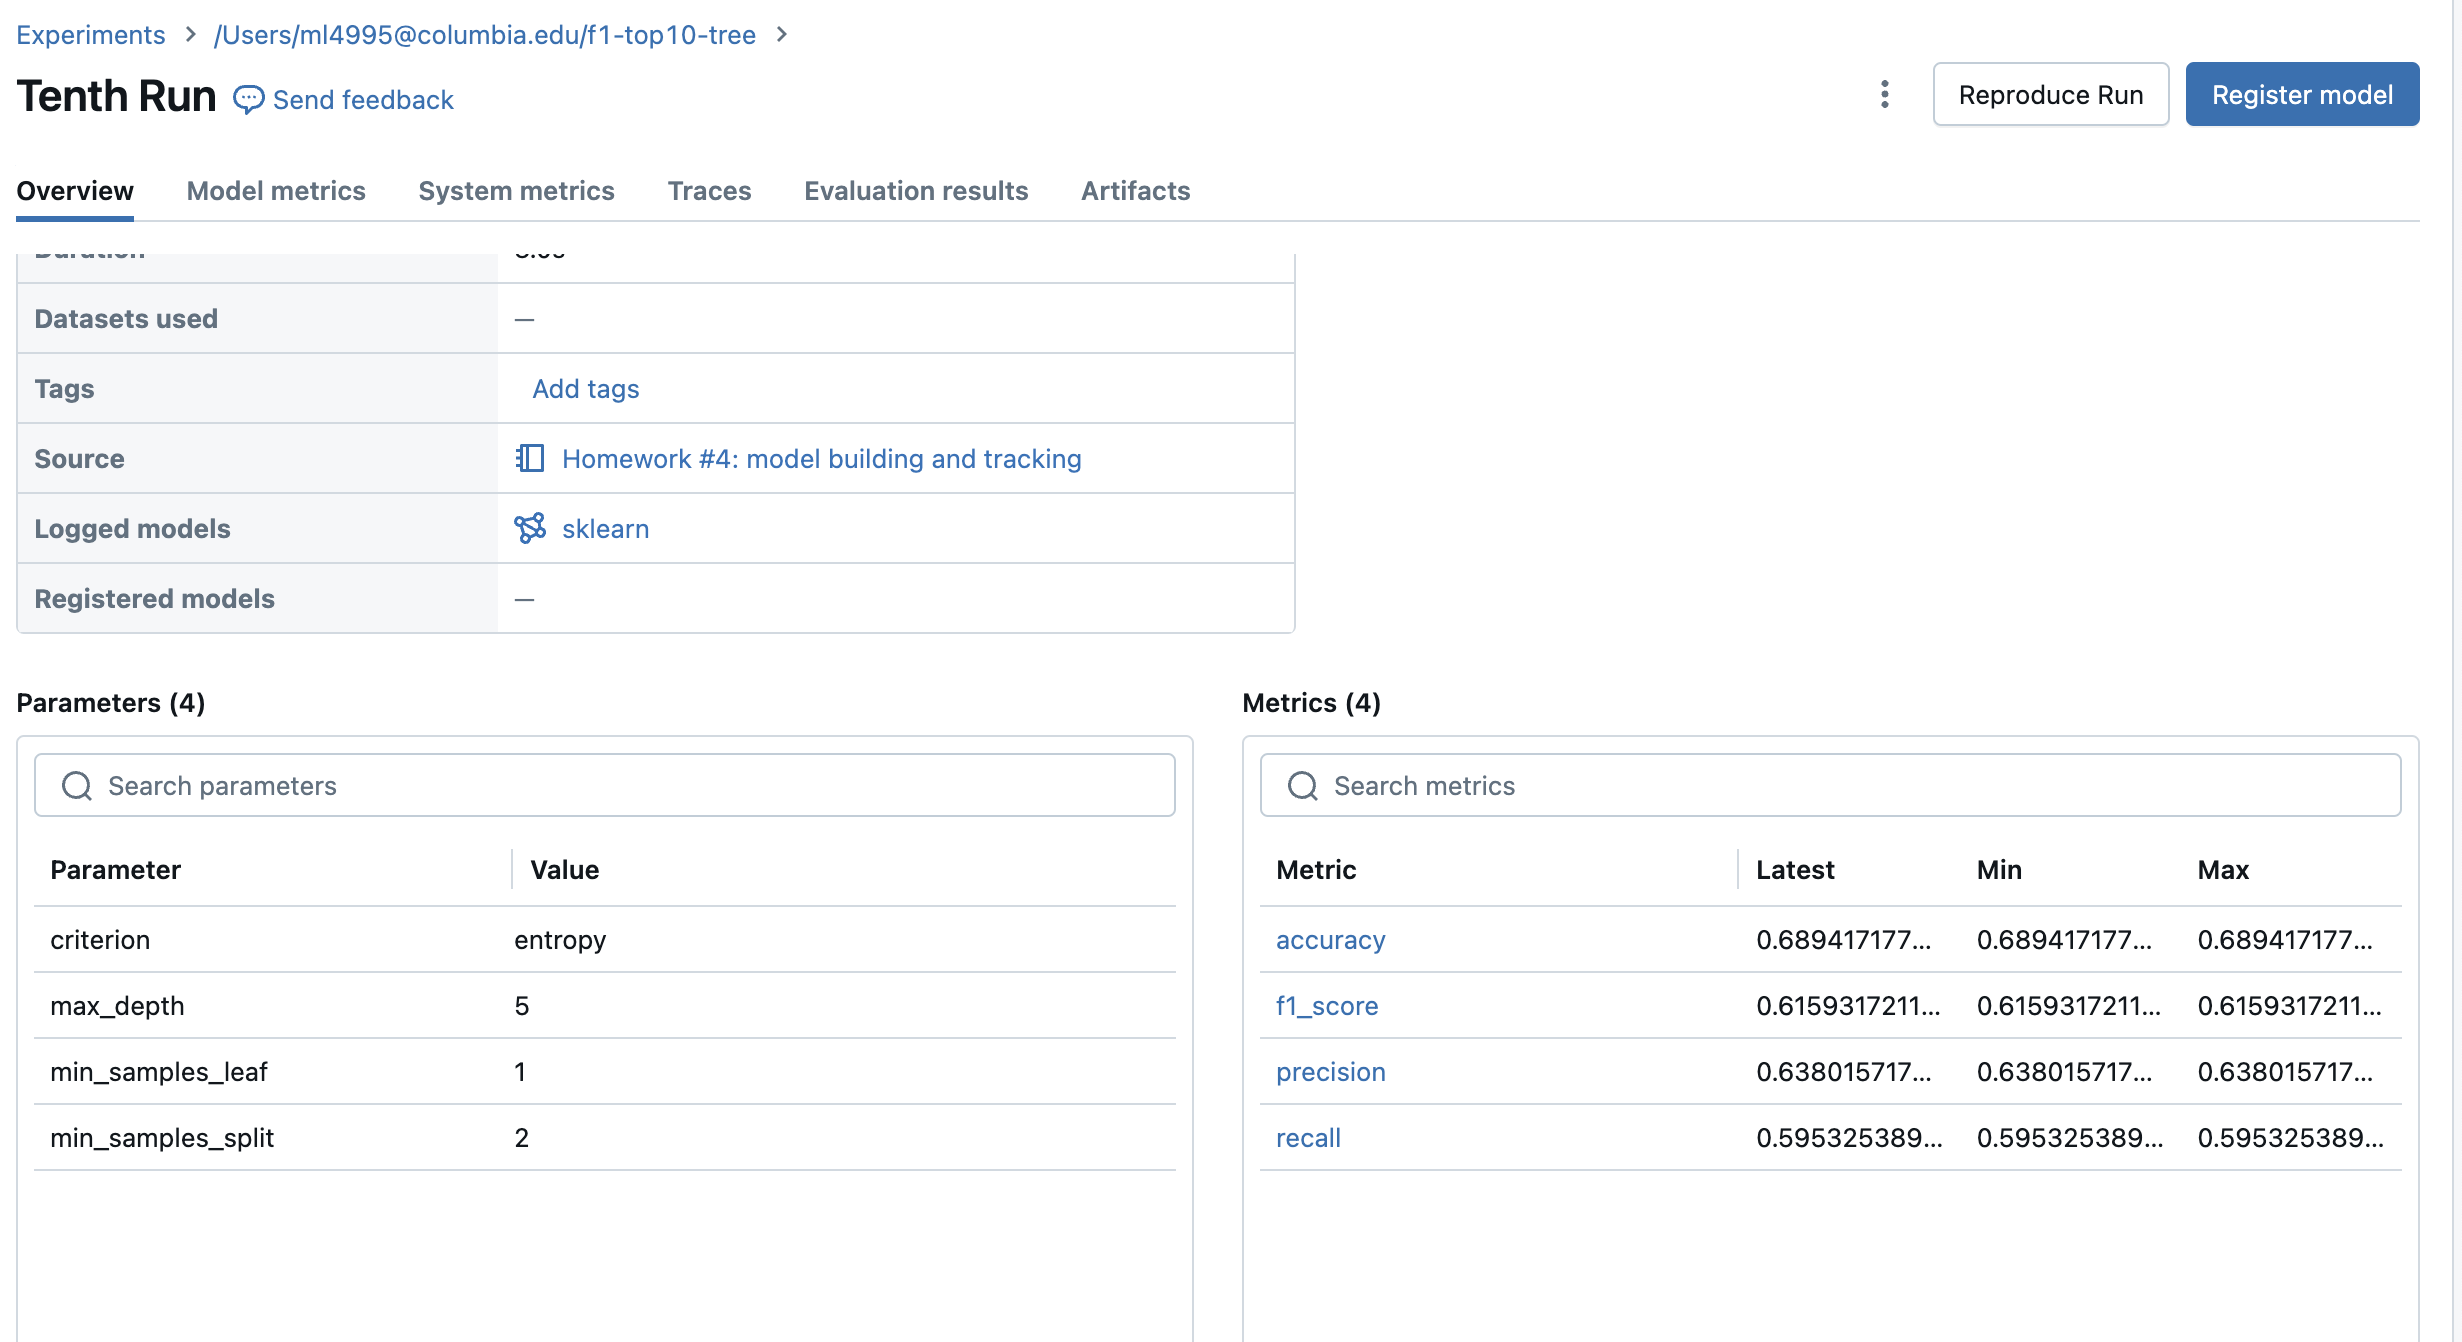 Experiments > /Users/ml4995@columbia.edu/f1-top10-tree >
Tenth Run Send feedback
Reproduce Run Register model
Overview Model metrics System metrics Traces Evaluation results Artifacts
Duration
Datasets used —
Tags Add tags
Source Homework #4: model building and tracking
Logged models sklearn
Registered models —
Parameters (4)
Search parameters
Parameter Value
criterion entropy
max_depth 5
min_samples_leaf 1
min_samples_split 2
Metrics (4)
Search metrics
Metric Latest Min Max
accuracy 0.689417177... 0.689417177... 0.689417177...
f1_score 0.6159317211... 0.6159317211... 0.6159317211...
precision 0.638015717... 0.638015717... 0.638015717...
recall 0.595325389... 0.595325389... 0.595325389...